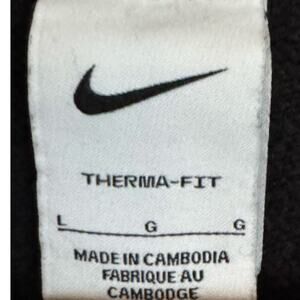 THERMA-FIT
L G G
MADE IN CAMBODIA
FABRIQUE AU
CAMBODGE